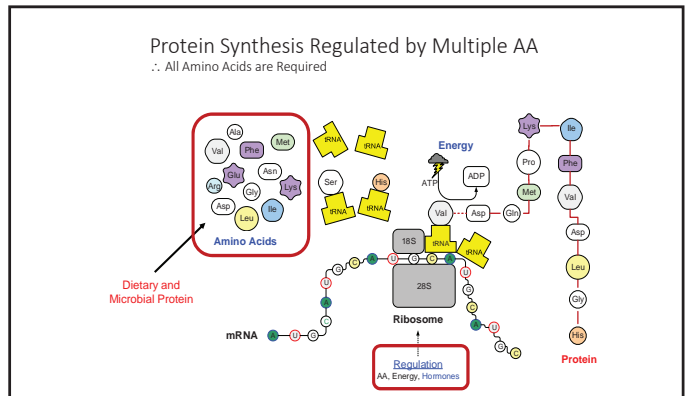 Protein Synthesis Regulated by Multiple AA
∴ All Amino Acids are Required
Ala
Val
Phe
Met
Glu
Asn
Arg
Gly
Lys
Asp
Leu
Ile
Amino Acids
tRNA
tRNA
Ser
tRNA
His
tRNA
Dietary and
Microbial Protein
Energy
ATP
ADP
Val
Asp
Gln
Met
Pro
Lys
Ile
Phe
Val
Asp
Leu
Gly
His
Protein
tRNA
tRNA
18S
28S
Ribosome
mRNA
A
U
G
C
A
U
G
C
A
U
G
C
A
U
G
C
A
U
G
C
Regulation
AA, Energy, Hormones